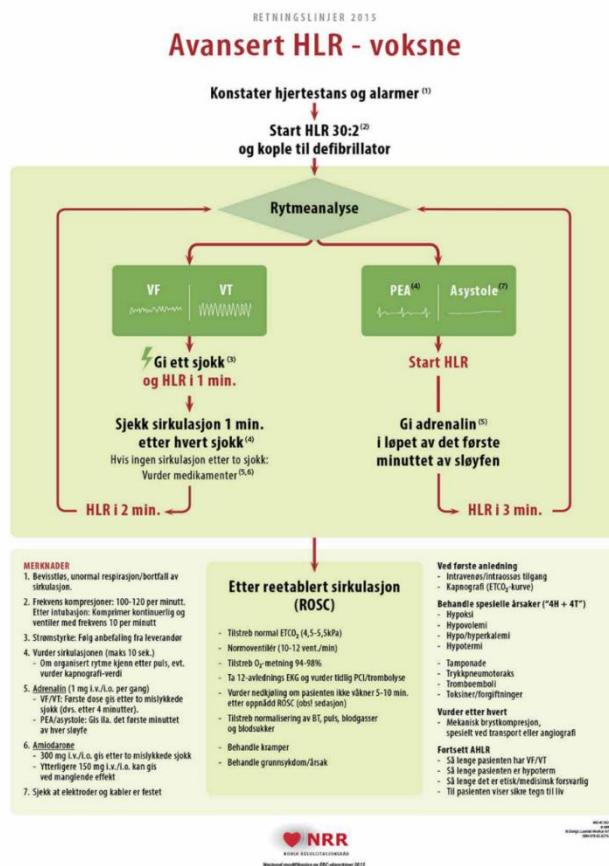 RETNINGSLINJER 2015
Avansert HLR - voksne
Konstater hjertestans og alarmer (1)
Start HLR 30:2 (2)
og kople til defibrillator
Rytmeanalyse
VF
VT
PEA (4)
Asystole (7)
Gi ett sjokk (3)
og HLR i 1 min.
Sjekk sirkulasjon 1 min.
etter hvert sjokk (4)
Hvis ingen sirkulasjon etter to sjokk:
Vurder medikamenter (5,6)
HLR i 2 min.
Start HLR
Gi adrenalin (5)
i løpet av det første
minuttet av sløyfen
HLR i 3 min.
MERKNADER
1. Bevisstløs, unormal respirasjon/bortfall av
sirkulasjon.
2. Frekvens kompresjoner: 100-120 per minutt.
Etter intubasjon: Komprimer kontinuerlig og
ventiler med frekvens 10 per minutt
3. Strømstyrke: Følg anbefaling fra leverandør
4. Vurder sirkulasjonen (maks 10 sek.)
- Om organisert rytme kjenn etter puls, evt.
vurder kapnografi-verdi
5. Adrenalin (1 mg i.v./i.o. per gang)
- VF/VT: Første dose gis etter to mislykkede
sjokk (dvs. etter 4 minutter).
- PEA/asystole: Gis ila. det første minuttet
av hver sløyfe
6. Amiodarone
- 300 mg i.v./i.o. gis etter to mislykkede sjokk
- Ytterligere 150 mg i.v./i.o. kan gis
ved manglende effekt
7. Sjekk at elektroder og kabler er festet
Etter reetablert sirkulasjon
(ROSC)
- Tilstreb normal ETCO₂ (4,5-5,5kPa)
- Normoventilér (10-12 vent./min)
- Tilstreb O₂-metning 94-98%
- Ta 12-avlednings EKG og vurder tidlig PCI/trombolyse
- Vurder nedkjøling om pasienten ikke våkner 5-10 min.
etter oppnådd ROSC (obs! sedasjon)
- Tilstreb normalisering av BT, puls, blodgasser
og blodsukker
- Behandle kramper
- Behandle grunnsykdom/årsak
Ved første anledning
- Intravenøs/intraossøs tilgang
- Kapnografi (ETCO₂-kurve)
Behandle spesielle årsaker ("4H + 4T")
- Hypoksi
- Hypovolemi
- Hypo/hyperkalemi
- Hypotermi
- Tamponade
- Trykkpneumotoraks
- Tromboemboli
- Toksiner/forgiftninger
Vurder etter hvert
- Mekanisk brystkompresjon,
spesielt ved transport eller angiografi
Fortsett AHLR
- Så lenge pasienten har VF/VT
- Så lenge pasienten er hypoterm
- Så lenge det er etisk/medisinsk forsvarlig
- Til pasienten viser sikre tegn til liv
NRR
NORSK RESUSCITASJONSRÅD
Nasjonal modifikasjon av ERC-algoritmer 2015